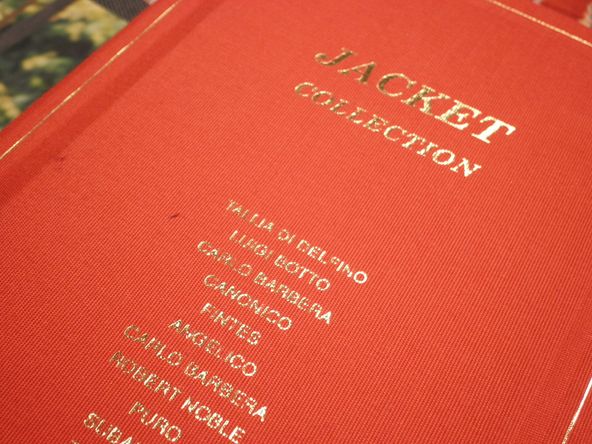 JACKET
COLLECTION
TALLIA DI DELFINO
LUIGI BOTTO
CARLO BARBERA
CANONICO
FINTES
ANGELICO
CARLO BARBERA
ROBERT NOBLE
PURO